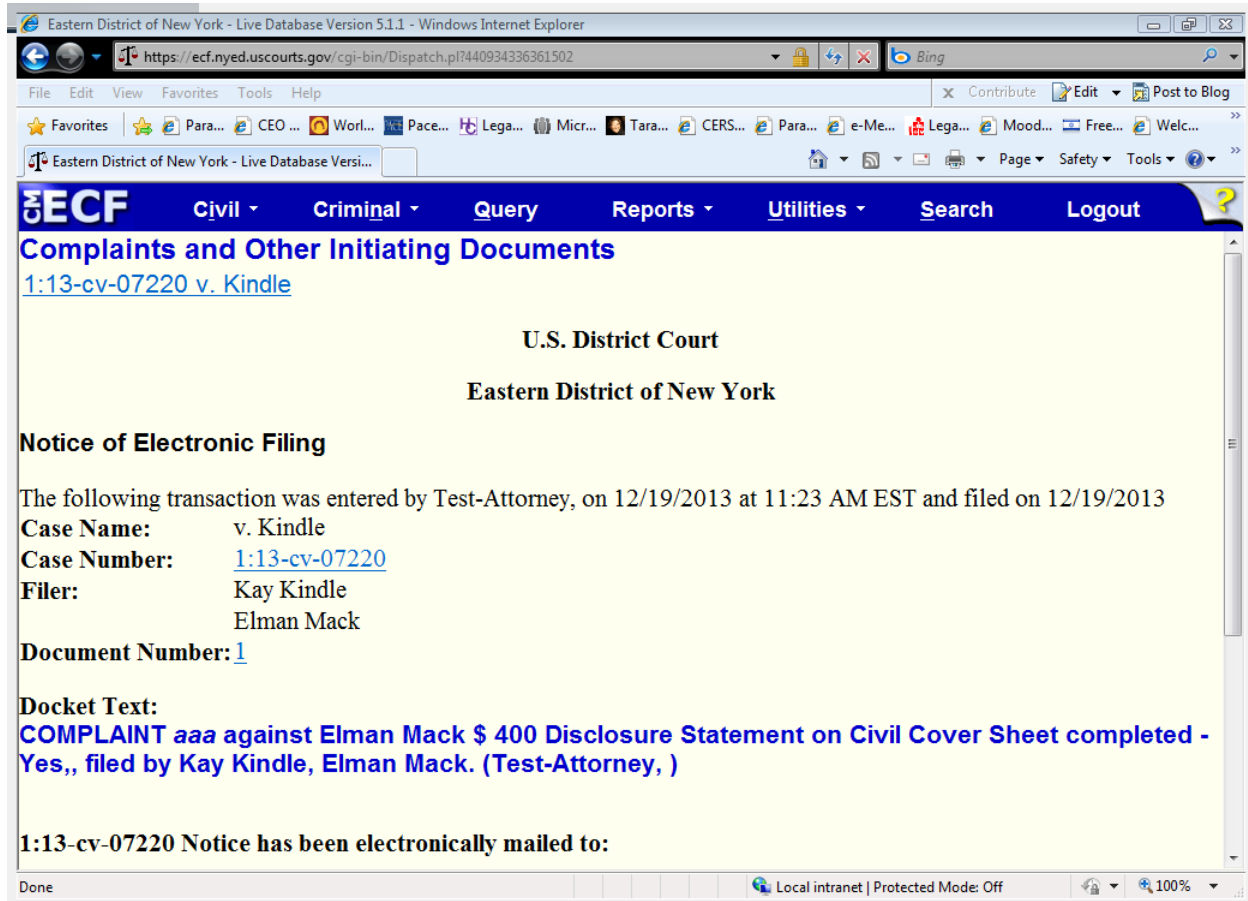 Eastern District of New York - Live Database Version 5.1.1 - Windows Internet Explorer
https://ecf.nyed.uscourts.gov/cgi-bin/Dispatch.pl?440934336361502
Bing
File Edit View Favorites Tools Help
x Contribute Edit Post to Blog
Favorites Para... CEO ... Worl... Pace... Lega... Micr... Tara... CERS... Para... e-Me... Lega... Mood... Free... Welc... »
Eastern District of New York - Live Database Versi...
Page Safety Tools »
CM ECF Civil Criminal Query Reports Utilities Search Logout ?
Complaints and Other Initiating Documents
1:13-cv-07220 v. Kindle
U.S. District Court
Eastern District of New York
Notice of Electronic Filing
The following transaction was entered by Test-Attorney, on 12/19/2013 at 11:23 AM EST and filed on 12/19/2013
Case Name: v. Kindle
Case Number: 1:13-cv-07220
Filer: Kay Kindle
Elman Mack
Document Number: 1
Docket Text:
COMPLAINT aaa against Elman Mack $ 400 Disclosure Statement on Civil Cover Sheet completed -
Yes,, filed by Kay Kindle, Elman Mack. (Test-Attorney, )
1:13-cv-07220 Notice has been electronically mailed to:
Done
Local intranet | Protected Mode: Off
100%